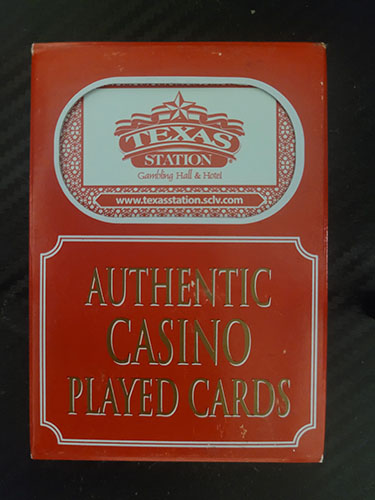 TEXAS
STATION
Gambling Hall & Hotel
www.texasstation.sclv.com
AUTHENTIC
CASINO
PLAYED CARDS